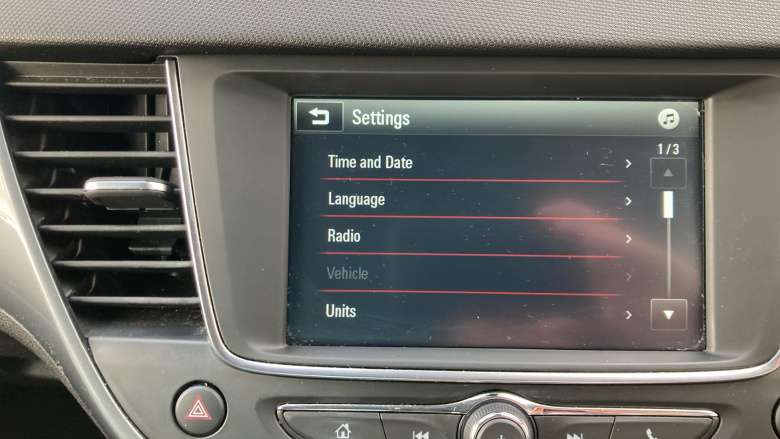 Settings
1/3
Time and Date
Language
Radio
Vehicle
Units